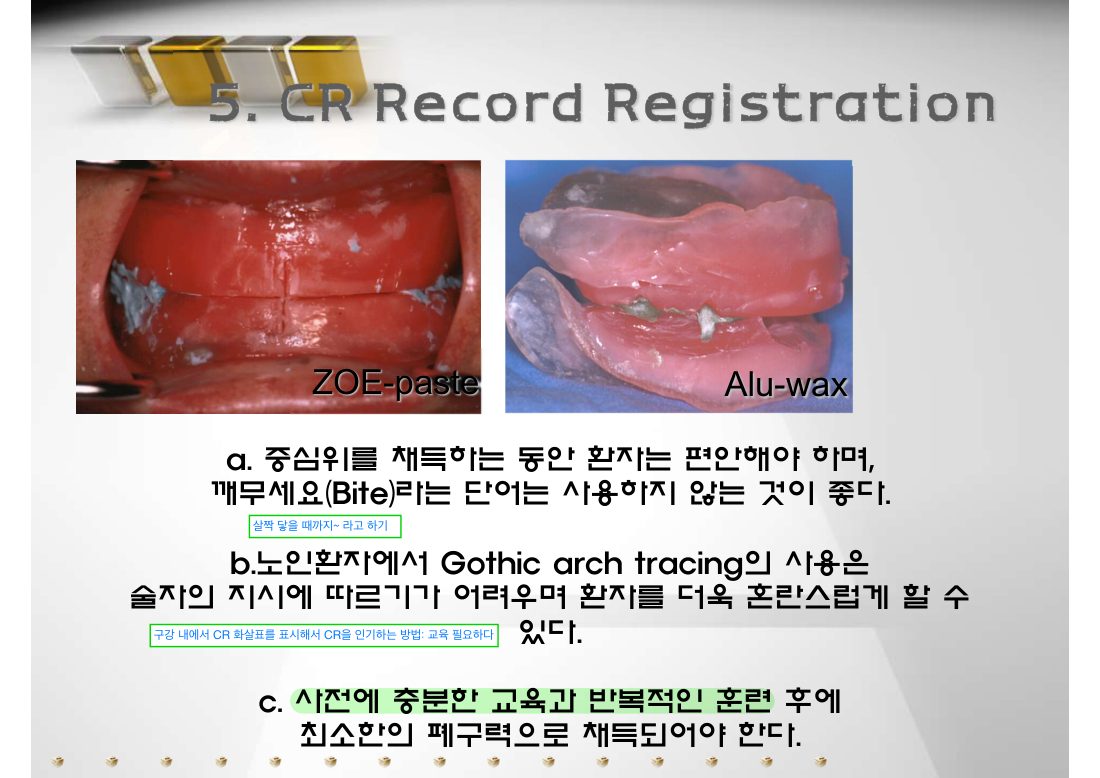 5. CR Record Registration
ZOE-paste
Alu-wax
a. 중심위를 채득하는 동안 환자는 편안해야 하며,
깨무세요(Bite)라는 단어는 사용하지 않는 것이 좋다.
살짝 닿을 때까지~ 라고 하기
b.노인환자에서 Gothic arch tracing의 사용은
술자의 지시에 따르기가 어려우며 환자를 더욱 혼란스럽게 할 수
있다.
구강 내에서 CR 화살표를 표시해서 CR을 인기하는 방법: 교육 필요하다
c. 사전에 충분한 교육과 반복적인 훈련 후에
최소한의 폐구력으로 채득되어야 한다.